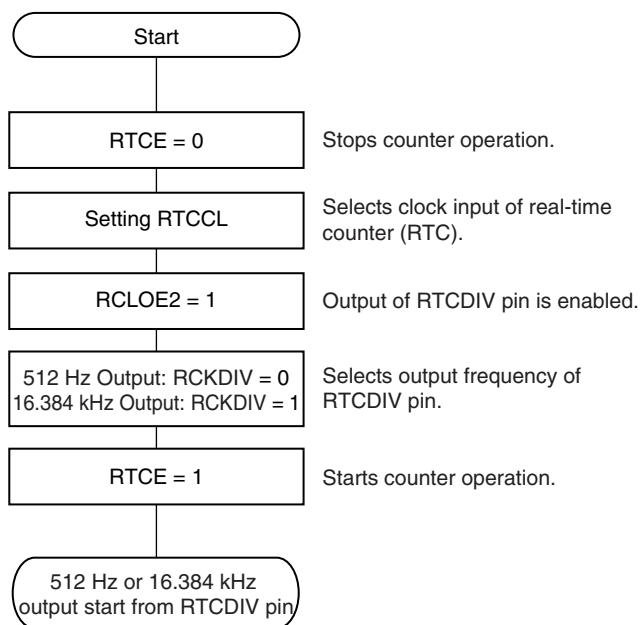 Start
RTCE = 0
Stops counter operation.
Setting RTCCL
Selects clock input of real-time
counter (RTC).
RCLOE2 = 1
Output of RTCDIV pin is enabled.
512 Hz Output: RCKDIV = 0
16.384 kHz Output: RCKDIV = 1
Selects output frequency of
RTCDIV pin.
RTCE = 1
Starts counter operation.
512 Hz or 16.384 kHz
output start from RTCDIV pin